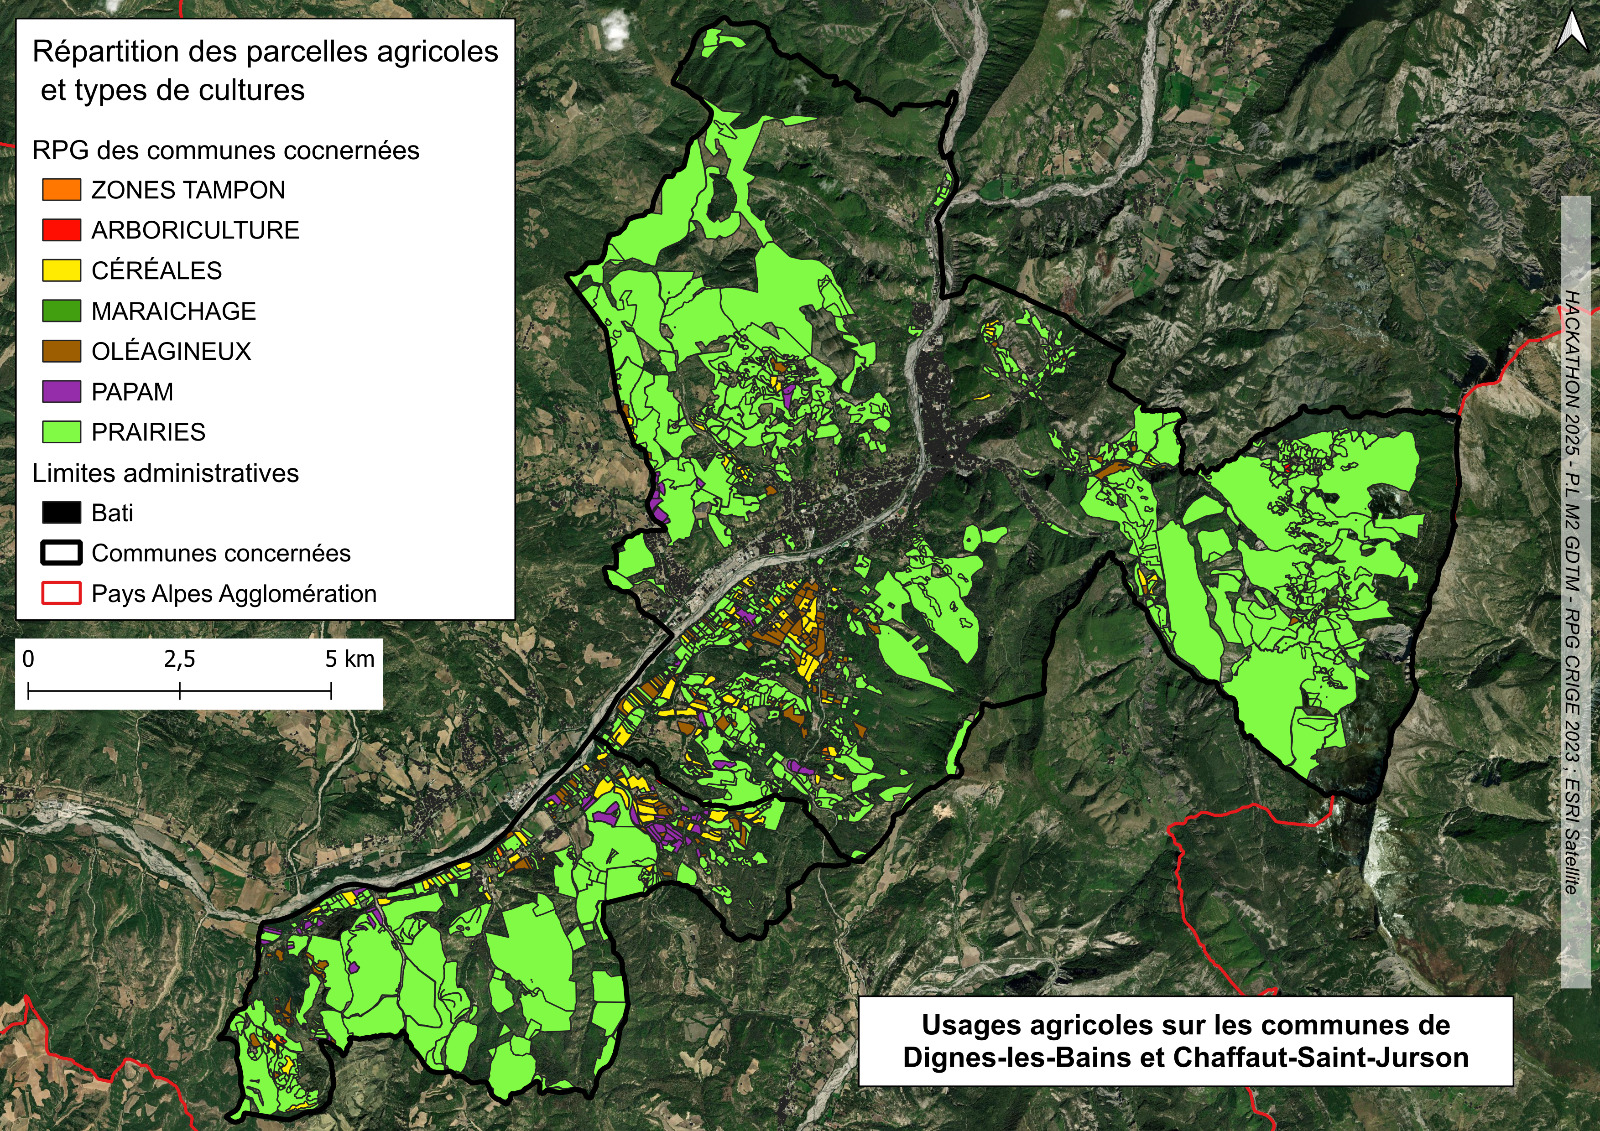 Répartition des parcelles agricoles
et types de cultures
RPG des communes cocnernées
ZONES TAMPON
ARBORICULTURE
CÉRÉALES
MARAICHAGE
OLÉAGINEUX
PAPAM
PRAIRIES
Limites administratives
Bati
Communes concernées
Pays Alpes Agglomération
0 2,5 5 km
HACKATHON 2025 - P.L M2 GDTM - RPG CRIGE 2023 ; ESRI Satellite
Usages agricoles sur les communes de
Dignes-les-Bains et Chaffaut-Saint-Jurson